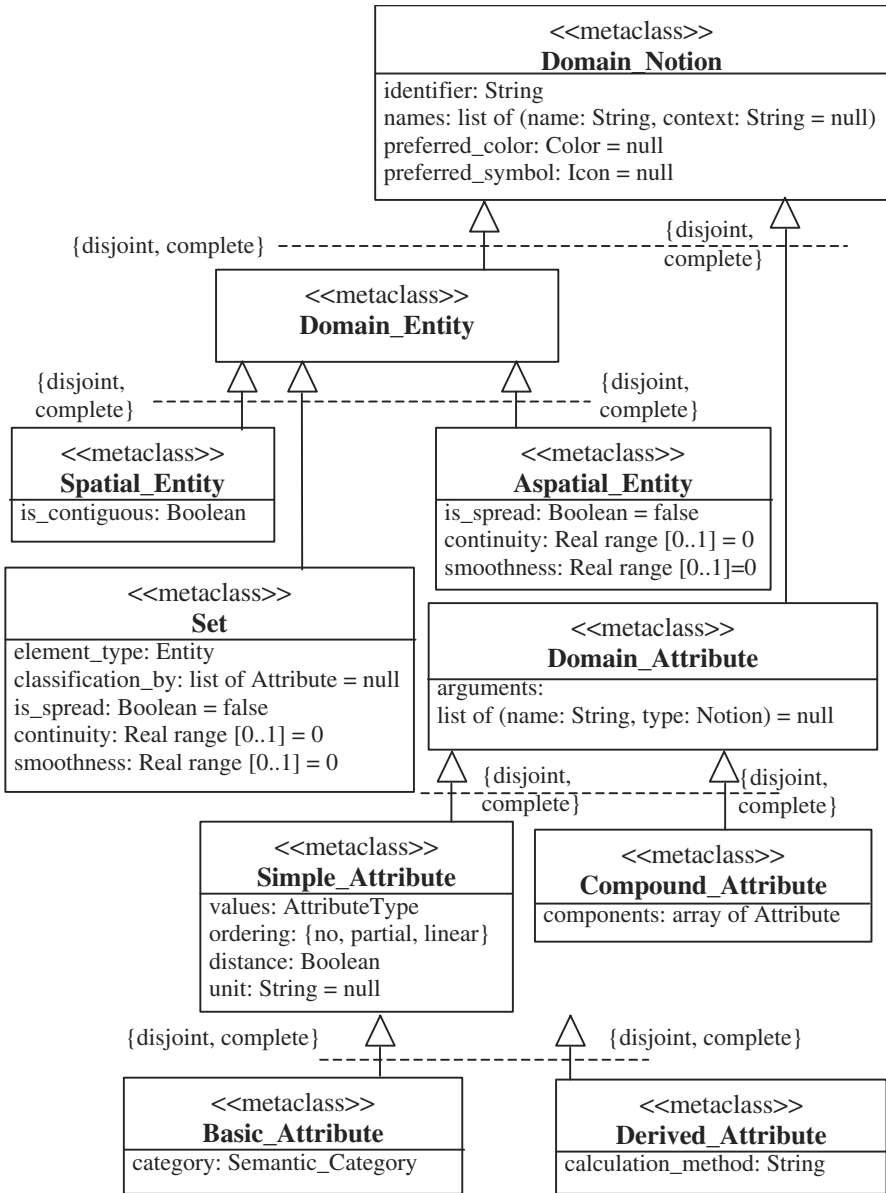 <<metaclass>>
Domain_Notion
identifier: String
names: list of (name: String, context: String = null)
preferred_color: Color = null
preferred_symbol: Icon = null
{disjoint, complete}
{disjoint,
complete}
<<metaclass>>
Domain_Entity
{disjoint,
complete}
{disjoint,
complete}
<<metaclass>>
Spatial_Entity
is_contiguous: Boolean
<<metaclass>>
Aspatial_Entity
is_spread: Boolean = false
continuity: Real range [0..1] = 0
smoothness: Real range [0..1]=0
<<metaclass>>
Set
element_type: Entity
classification_by: list of Attribute = null
is_spread: Boolean = false
continuity: Real range [0..1] = 0
smoothness: Real range [0..1] = 0
<<metaclass>>
Domain_Attribute
arguments:
list of (name: String, type: Notion) = null
{disjoint,
complete}
{disjoint,
complete}
<<metaclass>>
Simple_Attribute
values: AttributeType
ordering: {no, partial, linear}
distance: Boolean
unit: String = null
<<metaclass>>
Compound_Attribute
components: array of Attribute
{disjoint, complete}
{disjoint, complete}
<<metaclass>>
Basic_Attribute
category: Semantic_Category
<<metaclass>>
Derived_Attribute
calculation_method: String